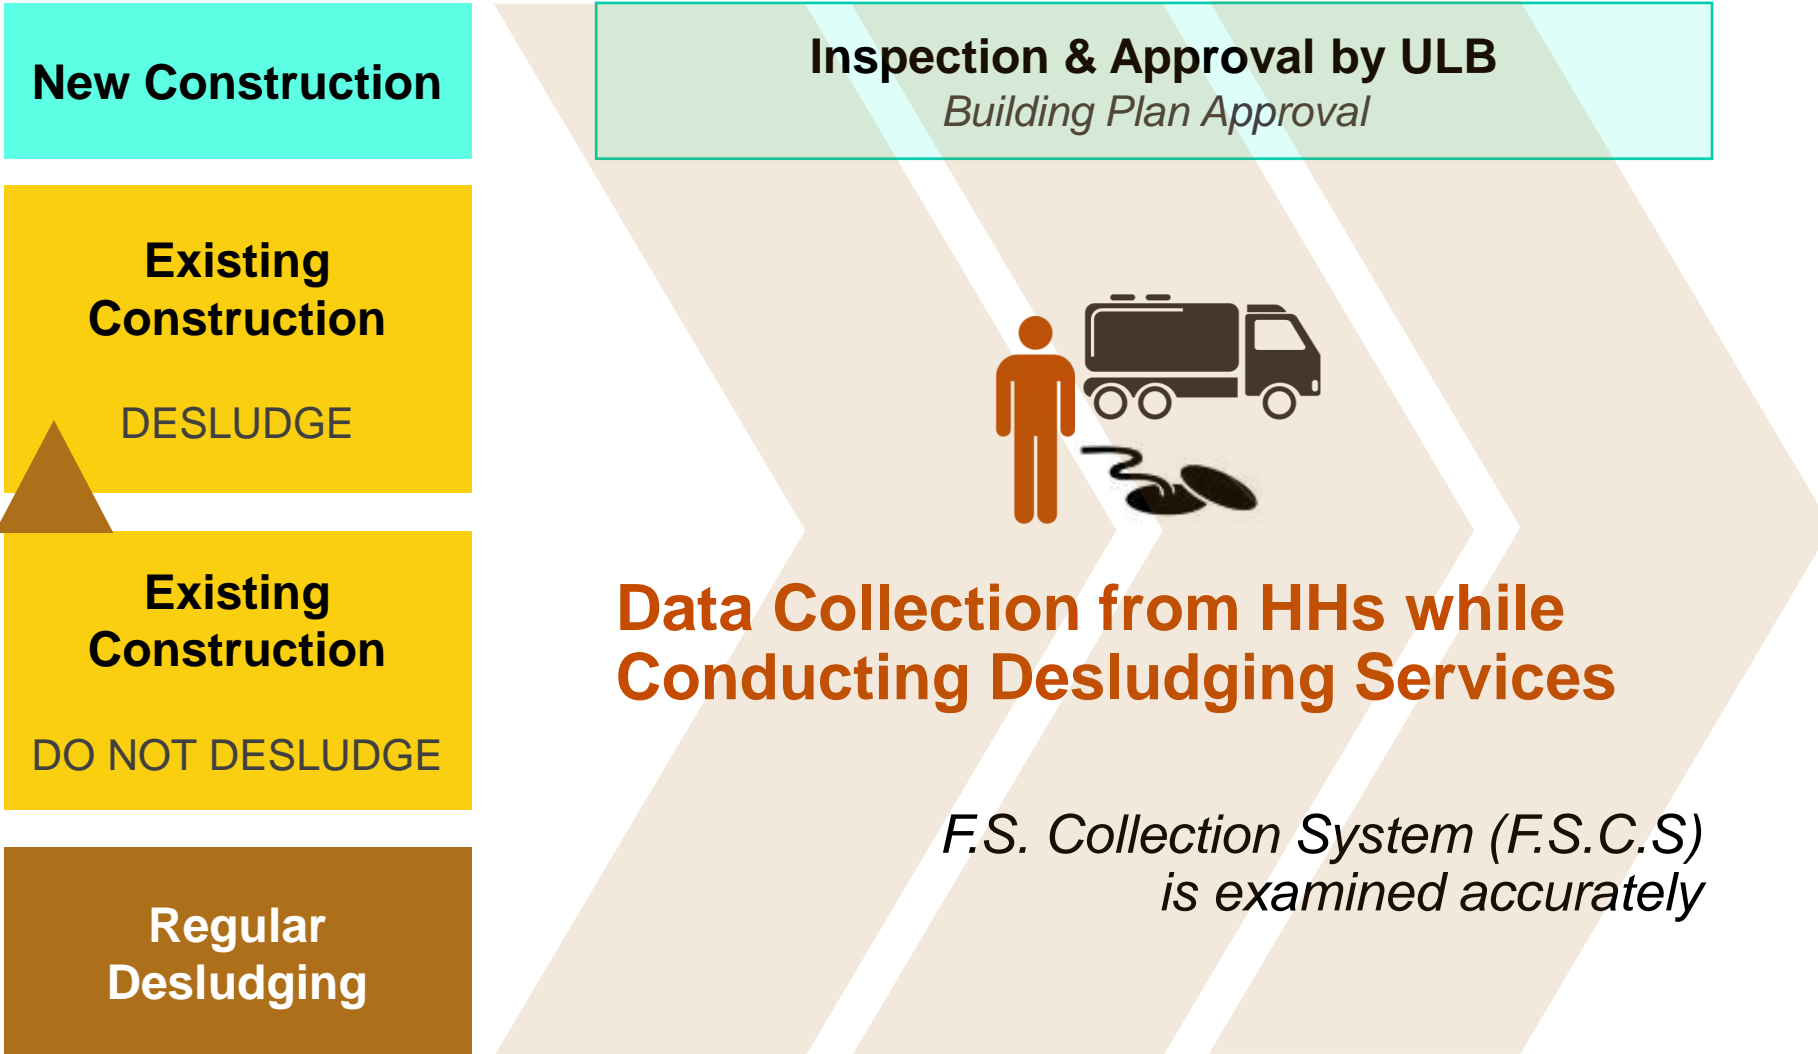 New Construction
Inspection & Approval by ULB
Building Plan Approval
Existing
Construction
DESLUDGE
Existing
Construction
DO NOT DESLUDGE
Regular
Desludging
Data Collection from HHs while
Conducting Desludging Services
F.S. Collection System (F.S.C.S)
is examined accurately